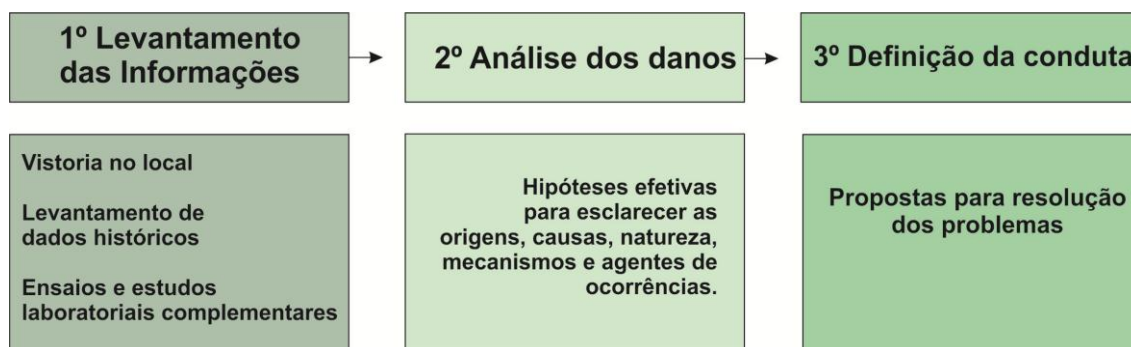 1º Levantamento
das Informações
2º Análise dos danos
3º Definição da conduta
Vistoria no local
Levantamento de
dados históricos
Ensaios e estudos
laboratoriais complementares
Hipóteses efetivas
para esclarecer as
origens, causas, natureza,
mecanismos e agentes de
ocorrências.
Propostas para resolução
dos problemas